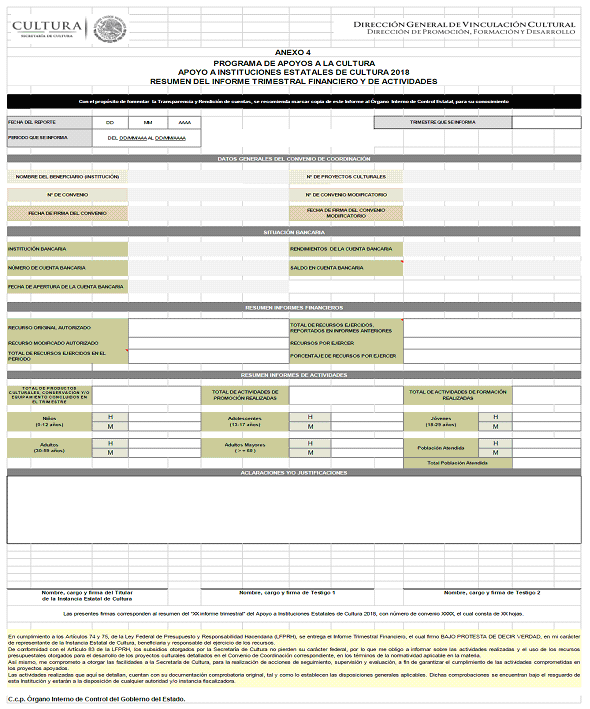 CULTURA
SECRETARÍA DE CULTURA
DIRECCIÓN GENERAL DE VINCULACIÓN CULTURAL
DIRECCIÓN DE PROMOCIÓN, FORMACIÓN Y DESARROLLO
ANEXO 4
PROGRAMA DE APOYOS A LA CULTURA
APOYO A INSTITUCIONES ESTATALES DE CULTURA 2018
RESUMEN DEL INFORME TRIMESTRAL FINANCIERO Y DE ACTIVIDADES
Con el propósito de fomentar la Transparencia y Rendición de cuentas, se recomienda marcar copia de este Informe al Órgano Interno de Control Estatal, para su conocimiento
FECHA DEL REPORTE DD MM AAAA TRIMESTRE QUE SE INFORMA
PERIODO QUE SE INFORMA DEL DD/MM/AAAA AL DD/MM/AAAA
DATOS GENERALES DEL CONVENIO DE COORDINACIÓN
NOMBRE DEL BENEFICIARIO (INSTITUCIÓN) N° DE PROYECTOS CULTURALES
N° DE CONVENIO N° DE CONVENIO MODIFICATORIO
FECHA DE FIRMA DEL CONVENIO FECHA DE FIRMA DEL CONVENIO MODIFICATORIO
SITUACIÓN BANCARIA
INSTITUCIÓN BANCARIA RENDIMIENTOS DE LA CUENTA BANCARIA
NÚMERO DE CUENTA BANCARIA SALDO EN CUENTA BANCARIA
FECHA DE APERTURA DE LA CUENTA BANCARIA
RESUMEN INFORMES FINANCIEROS
RECURSO ORIGINAL AUTORIZADO TOTAL DE RECURSOS EJERCIDOS, REPORTADOS EN INFORMES ANTERIORES
RECURSO MODIFICADO AUTORIZADO RECURSOS POR EJERCER
TOTAL DE RECURSOS EJERCIDOS EN EL PERIODO PORCENTAJE DE RECURSOS POR EJERCER
RESUMEN INFORMES DE ACTIVIDADES
TOTAL DE PRODUCTOS CULTURALES, CONSERVACIÓN Y/O EQUIPAMIENTO CONCLUIDOS EN EL TRIMESTRE TOTAL DE ACTIVIDADES DE PROMOCIÓN REALIZADAS TOTAL DE ACTIVIDADES DE FORMACIÓN REALIZADAS
Niños (0-12 años) H M Adolescentes (13-17 años) H M Jóvenes (18-29 años) H M
Adultos (30-59 años) H M Adultos Mayores ( > = 60 ) H M Población Atendida H M
Total Población Atendida
ACLARACIONES Y/O JUSTIFICACIONES
Nombre, cargo y firma del Titular de la Instancia Estatal de Cultura Nombre, cargo y firma de Testigo 1 Nombre, cargo y firma de Testigo 2
Las presentes firmas corresponden al resumen del "XX informe trimestral" del Apoyo a Instituciones Estatales de Cultura 2018, con número de convenio XXXX, el cual consta de XX hojas.
En cumplimiento a los Artículos 74 y 75, de la Ley Federal de Presupuesto y Responsabilidad Hacendaria (LFPRH), se entrega el Informe Trimestral Financiero, el cual firmo BAJO PROTESTA DE DECIR VERDAD, en mi carácter
de representante de la Instancia Estatal de Cultura, beneficiaria y responsable del ejercicio de los recursos.
De conformidad con el Artículo 83 de la LFPRH, los subsidios otorgados por la Secretaría de Cultura no pierden su carácter federal, por lo que me obligo a informar sobre las actividades realizadas y el uso de los recursos
presupuestales otorgados para el desarrollo de los proyectos culturales detallados en el Convenio de Coordinación correspondiente, en los términos de la normatividad aplicable en la materia.
Así mismo, me comprometo a otorgar las facilidades a la Secretaría de Cultura, para la realización de acciones de seguimiento, supervisión y evaluación, a fin de garantizar el cumplimiento de las actividades comprometidas en
los proyectos apoyados.
Las actividades realizadas que aquí se detallan, cuentan con su documentación comprobatoria original, tal y como lo establecen las disposiciones generales aplicables. Dichas comprobaciones se encuentran bajo el resguardo de
esta Institución y estarán a la disposición de cualquier autoridad y/o instancia fiscalizadora.
C.c.p. Órgano Interno de Control del Gobierno del Estado.